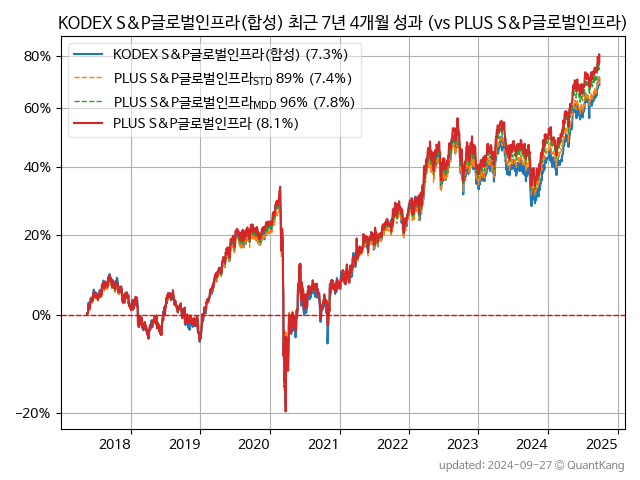 KODEX S&P글로벌인프라(합성) 최근 7년 4개월 성과 (vs PLUS S&P글로벌인프라)
KODEX S&P글로벌인프라(합성) (7.3%)
PLUS S&P글로벌인프라STD 89% (7.4%)
PLUS S&P글로벌인프라MDD 96% (7.8%)
PLUS S&P글로벌인프라 (8.1%)
80%
60%
40%
20%
0%
−20%
2018 2019 2020 2021 2022 2023 2024 2025
updated: 2024-09-27 © QuantKang